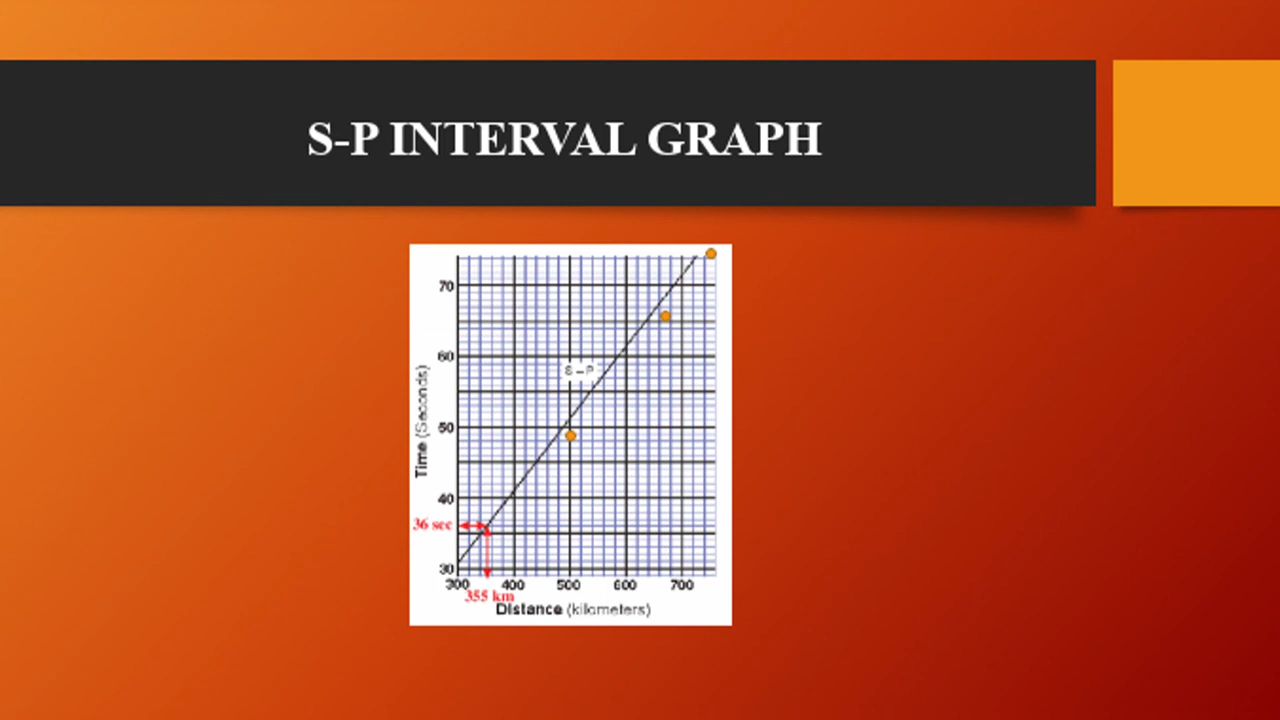 S-P INTERVAL GRAPH
70
60
50
40
30
Time (Seconds)
S - P
36 sec
300 400 500 600 700
355 km
Distance (kilometers)